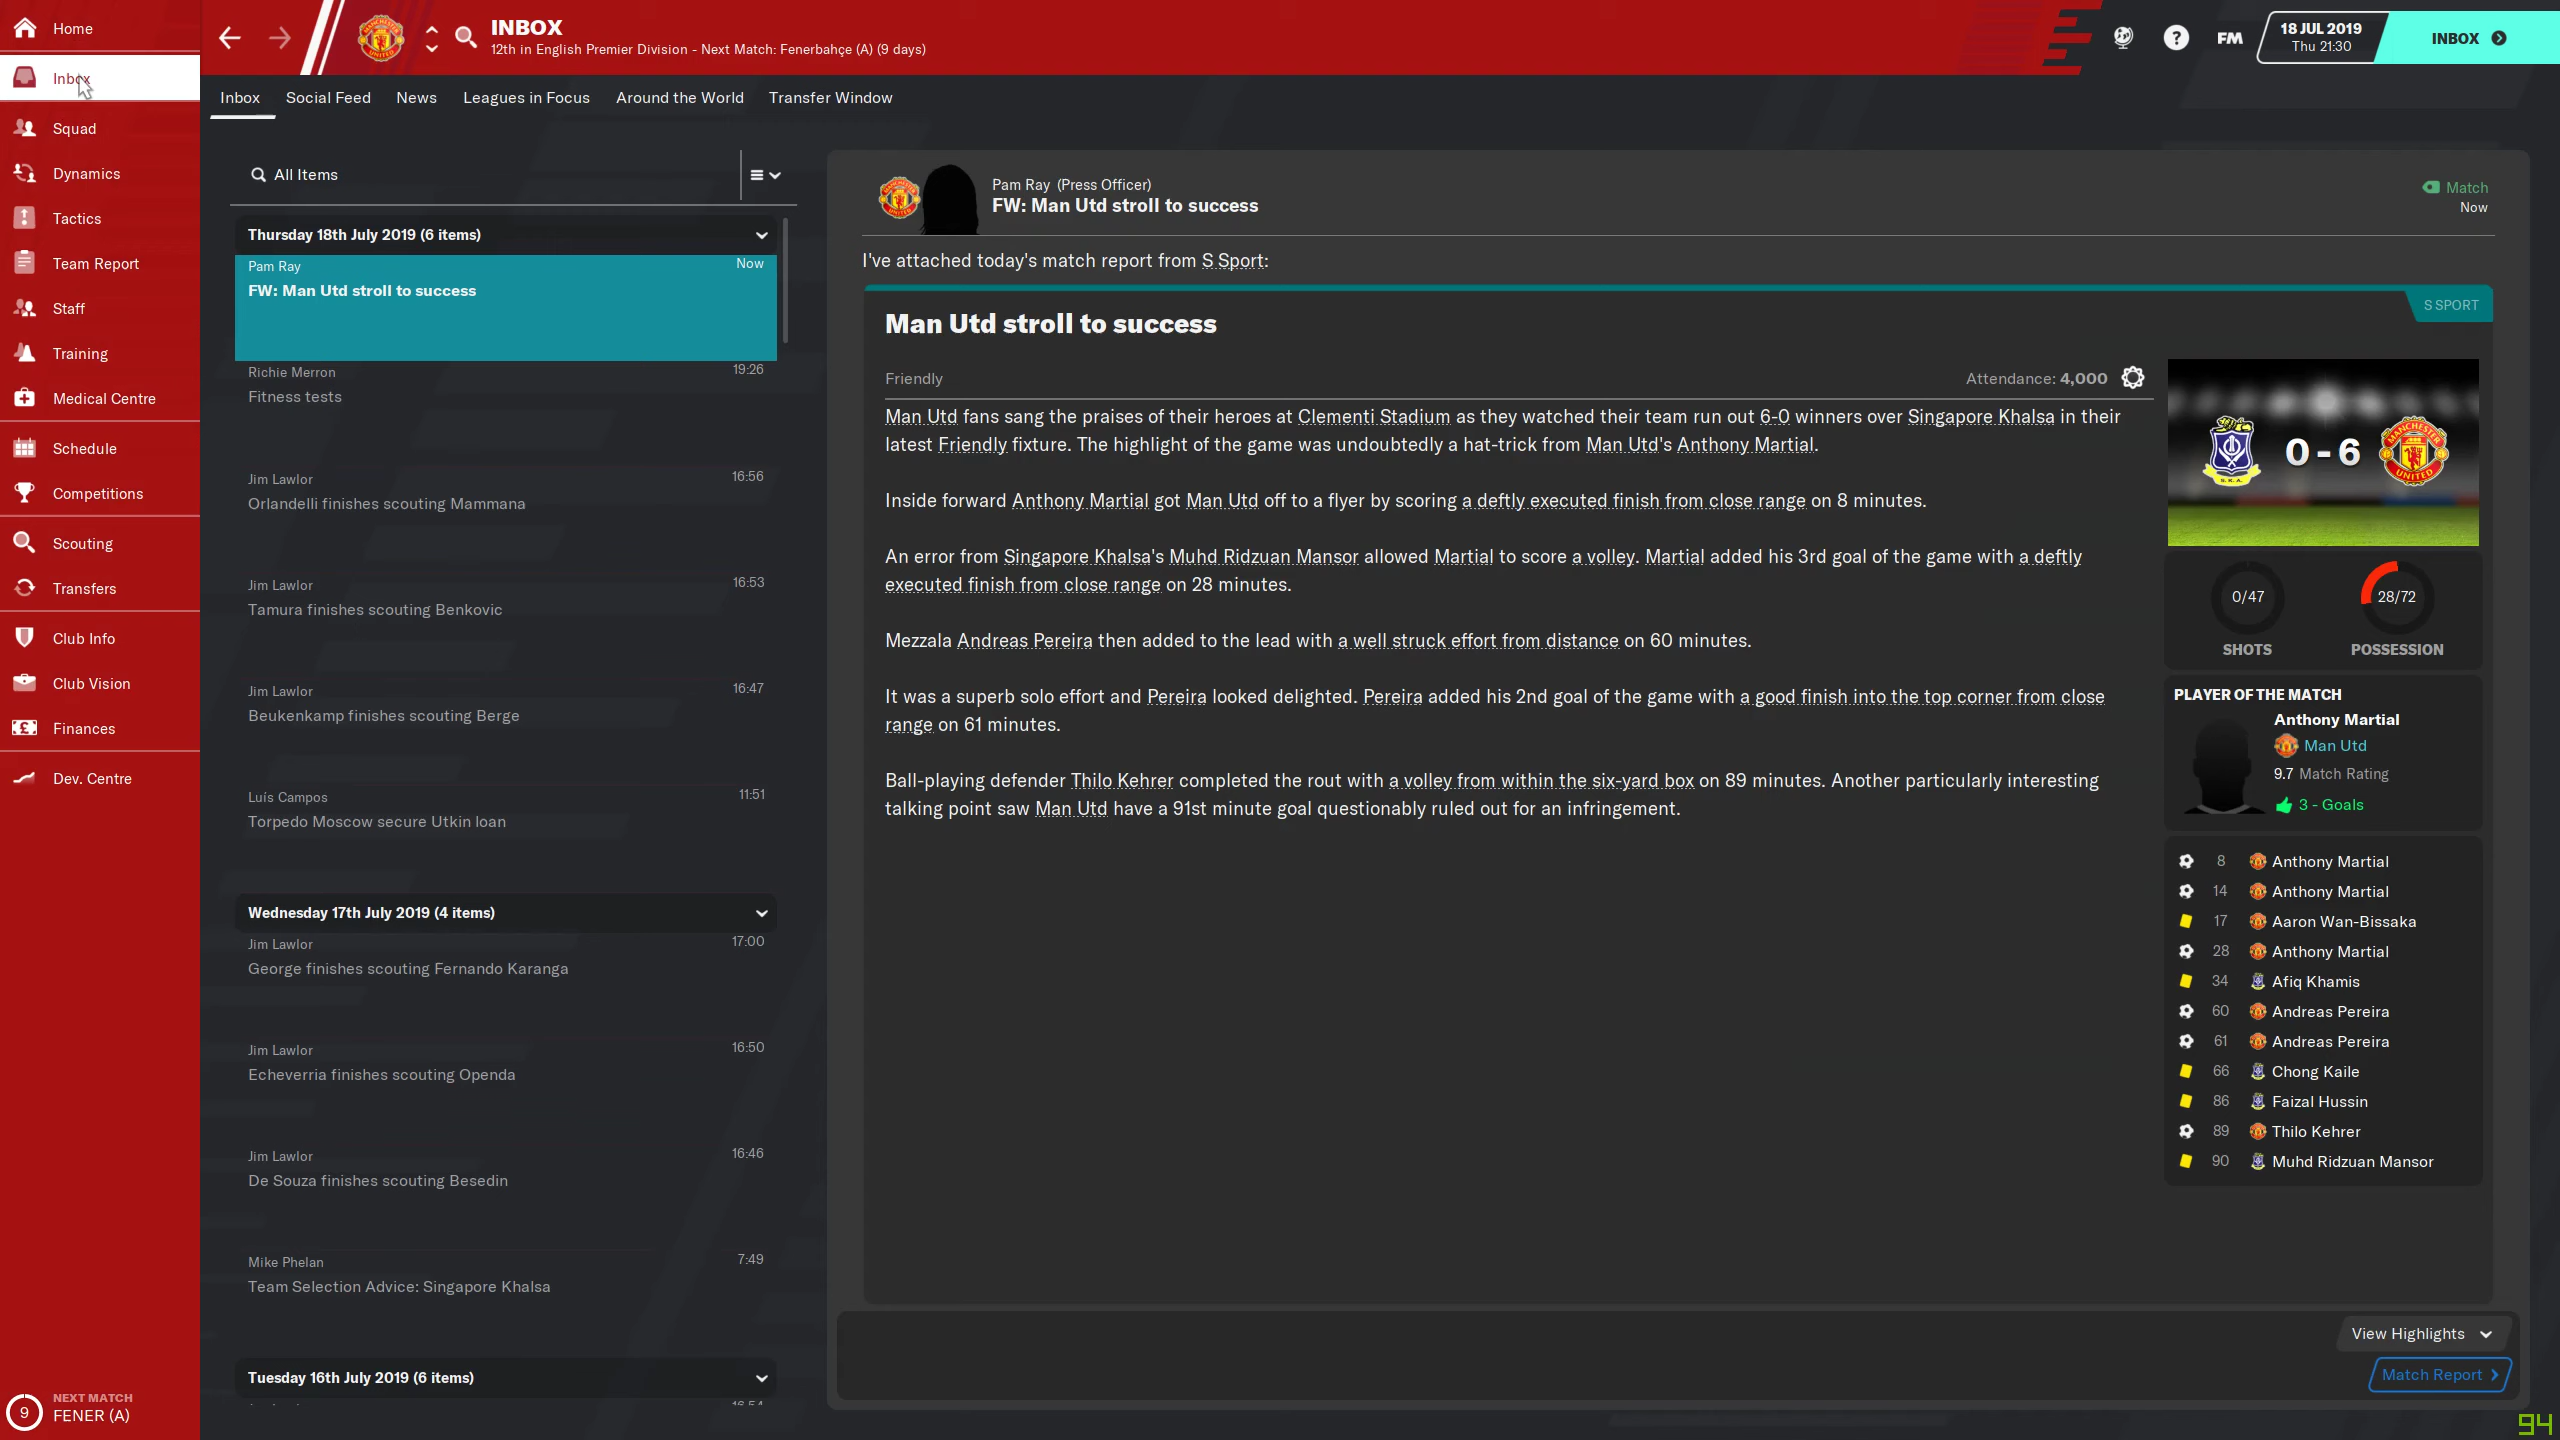 Home
Inbox
Squad
Dynamics
Tactics
Team Report
Staff
Training
Medical Centre
Schedule
Competitions
Scouting
Transfers
Club Info
Club Vision
Finances
Dev. Centre
9
NEXT MATCH
FENER (A)
INBOX
12th in English Premier Division - Next Match: Fenerbahçe (A) (9 days)
?
FM
18 JUL 2019
Thu 21:30
INBOX
Inbox Social Feed News Leagues in Focus Around the World Transfer Window
All Items
Thursday 18th July 2019 (6 items)
Pam Ray Now
FW: Man Utd stroll to success
Richie Merron 19:26
Fitness tests
Jim Lawlor 16:56
Orlandelli finishes scouting Mammana
Jim Lawlor 16:53
Tamura finishes scouting Benkovic
Jim Lawlor 16:47
Beukenkamp finishes scouting Berge
Luís Campos 11:51
Torpedo Moscow secure Utkin loan
Wednesday 17th July 2019 (4 items)
Jim Lawlor 17:00
George finishes scouting Fernando Karanga
Jim Lawlor 16:50
Echeverria finishes scouting Openda
Jim Lawlor 16:46
De Souza finishes scouting Besedin
Mike Phelan 7:49
Team Selection Advice: Singapore Khalsa
Tuesday 16th July 2019 (6 items)
Pam Ray (Press Officer)
FW: Man Utd stroll to success
Match
Now
I've attached today's match report from S Sport:
S SPORT
Man Utd stroll to success
Friendly Attendance: 4,000
Man Utd fans sang the praises of their heroes at Clementi Stadium as they watched their team run out 6-0 winners over Singapore Khalsa in their
latest Friendly fixture. The highlight of the game was undoubtedly a hat-trick from Man Utd's Anthony Martial.
Inside forward Anthony Martial got Man Utd off to a flyer by scoring a deftly executed finish from close range on 8 minutes.
An error from Singapore Khalsa's Muhd Ridzuan Mansor allowed Martial to score a volley. Martial added his 3rd goal of the game with a deftly
executed finish from close range on 28 minutes.
Mezzala Andreas Pereira then added to the lead with a well struck effort from distance on 60 minutes.
It was a superb solo effort and Pereira looked delighted. Pereira added his 2nd goal of the game with a good finish into the top corner from close
range on 61 minutes.
Ball-playing defender Thilo Kehrer completed the rout with a volley from within the six-yard box on 89 minutes. Another particularly interesting
talking point saw Man Utd have a 91st minute goal questionably ruled out for an infringement.
0 - 6
0/47 28/72
SHOTS POSSESSION
PLAYER OF THE MATCH
Anthony Martial
Man Utd
9.7 Match Rating
3 - Goals
8 Anthony Martial
14 Anthony Martial
17 Aaron Wan-Bissaka
28 Anthony Martial
34 Afiq Khamis
60 Andreas Pereira
61 Andreas Pereira
66 Chong Kaile
86 Faizal Hussin
89 Thilo Kehrer
90 Muhd Ridzuan Mansor
View Highlights
Match Report
94